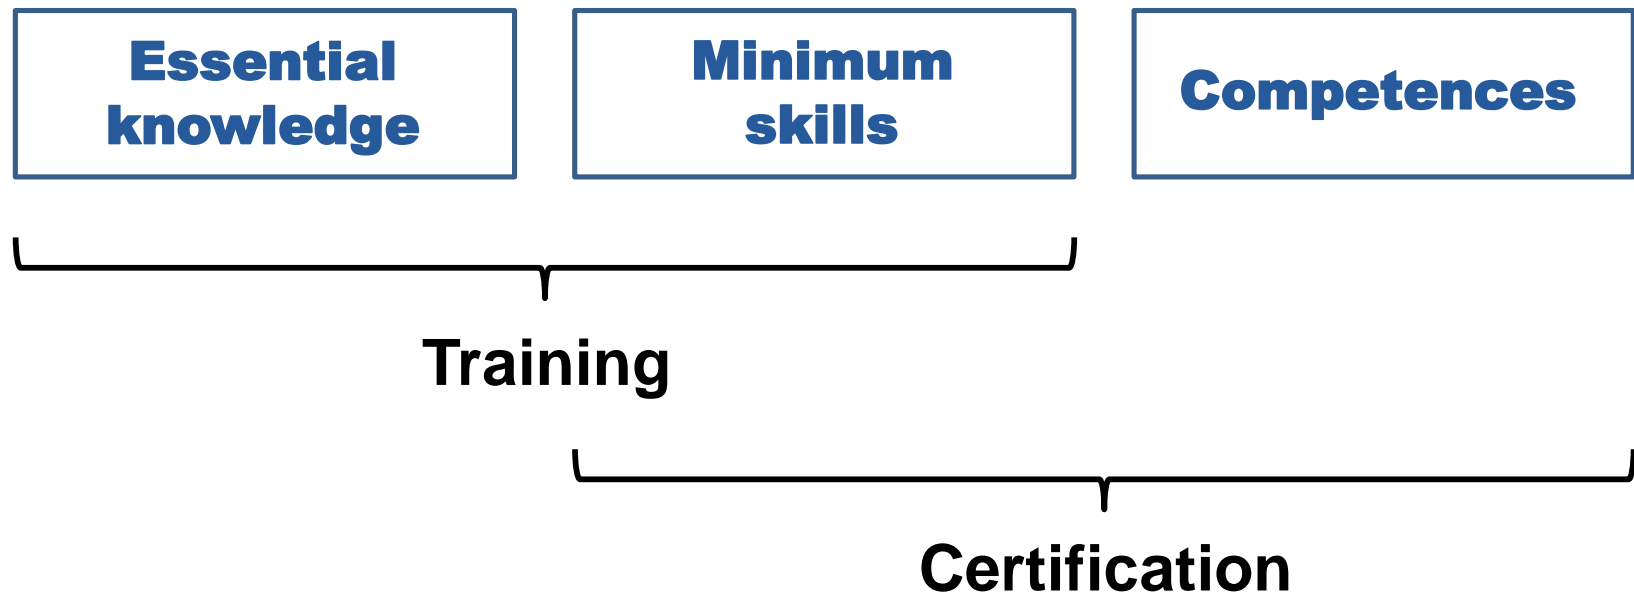 Essential
knowledge
Minimum
skills
Competences
Training
Certification